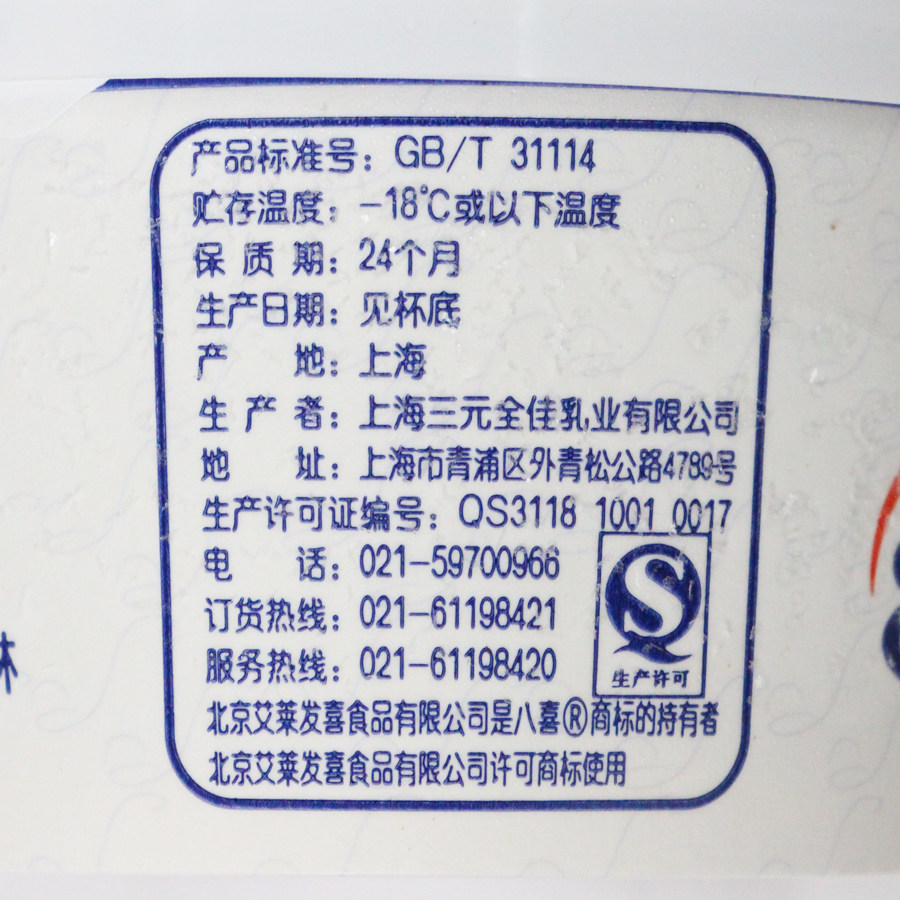 产品标准号：GB/T 31114
贮存温度：-18℃或以下温度
保质期：24个月
生产日期：见杯底
产地：上海
生产者：上海三元全佳乳业有限公司
地址：上海市青浦区外青松公路4789号
生产许可证编号：QS3118 1001 0017
电话：021-59700966
订货热线：021-61198421
服务热线：021-61198420
生产许可
北京艾莱发喜食品有限公司是八喜®商标的持有者
北京艾莱发喜食品有限公司许可商标使用